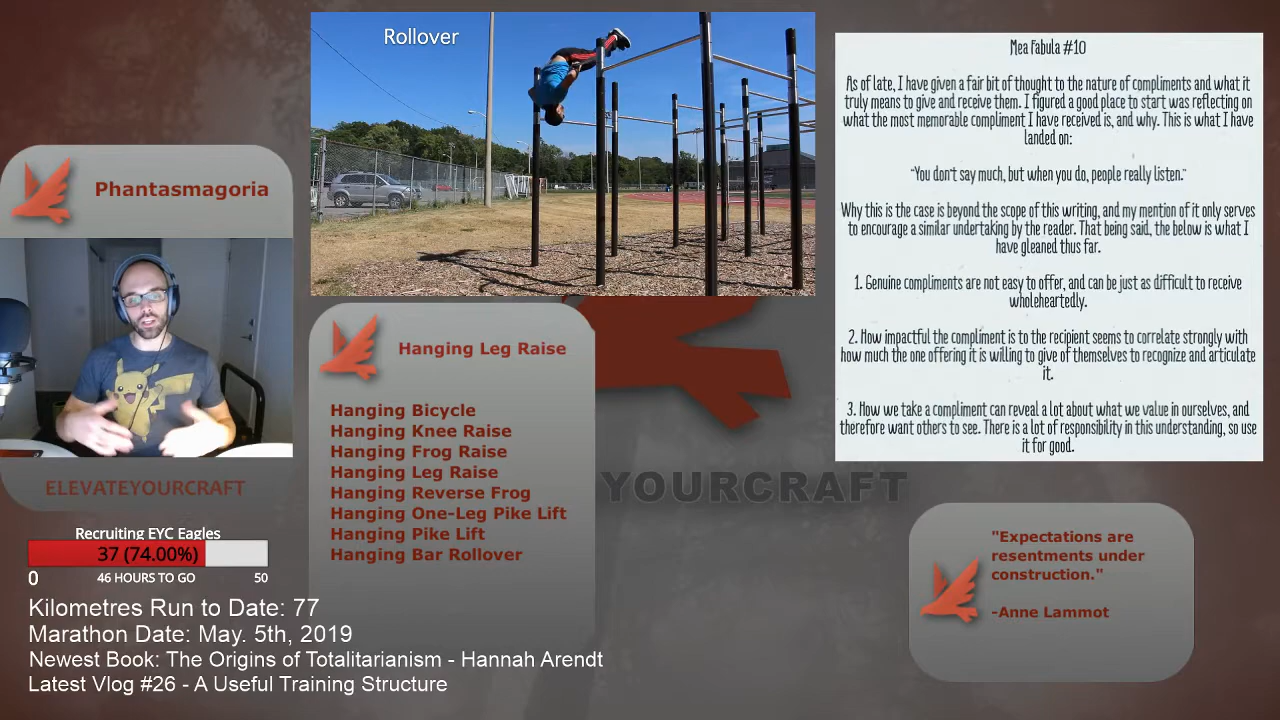 Rollover
Phantasmagoria
ELEVATEYOURCRAFT
Recruiting EYC Eagles
37 (74.00%)
0
46 HOURS TO GO
50
Kilometres Run to Date: 77
Marathon Date: May. 5th, 2019
Newest Book: The Origins of Totalitarianism - Hannah Arendt
Latest Vlog #26 - A Useful Training Structure
Hanging Leg Raise
Hanging Bicycle
Hanging Knee Raise
Hanging Frog Raise
Hanging Leg Raise
Hanging Reverse Frog
Hanging One-Leg Pike Lift
Hanging Pike Lift
Hanging Bar Rollover
YOURCRAFT
Mea Fabula #10
As of late, I have given a fair bit of thought to the nature of compliments and what it
truly means to give and receive them. I figured a good place to start was reflecting on
what the most memorable compliment I have received is, and why. This is what I have
landed on:
"You don't say much, but when you do, people really listen."
Why this is the case is beyond the scope of this writing, and my mention of it only serves
to encourage a similar undertaking by the reader. That being said, the below is what I
have gleaned thus far.
1. Genuine compliments are not easy to offer, and can be just as difficult to receive
wholeheartedly.
2. How impactful the compliment is to the recipient seems to correlate strongly with
how much the one offering it is willing to give of themselves to recognize and articulate
it.
3. How we take a compliment can reveal a lot about what we value in ourselves, and
therefore want others to see. There is a lot of responsibility in this understanding, so use
it for good.
"Expectations are
resentments under
construction."
-Anne Lammot